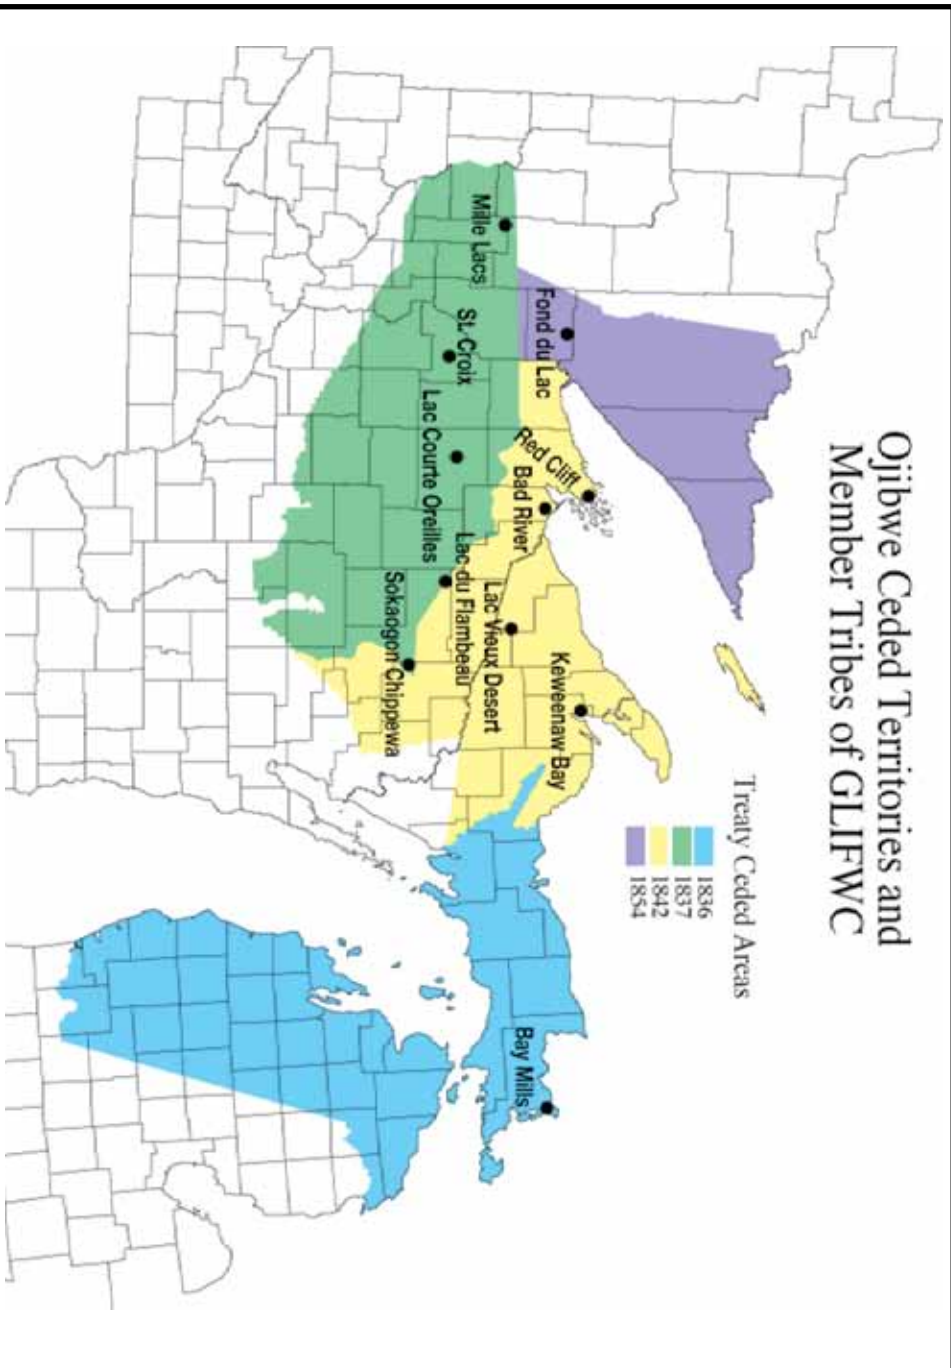 Ojibwe Ceded Territories and
Member Tribes of GLIFWC
Treaty Ceded Areas
1836
1837
1842
1854
Mille Lacs
Fond du Lac
St. Croix
Lac Courte Oreilles
Red Cliff
Bad River
Lac du Flambeau
Sokaogon Chippewa
Lac Vieux Desert
Keweenaw Bay
Bay Mills